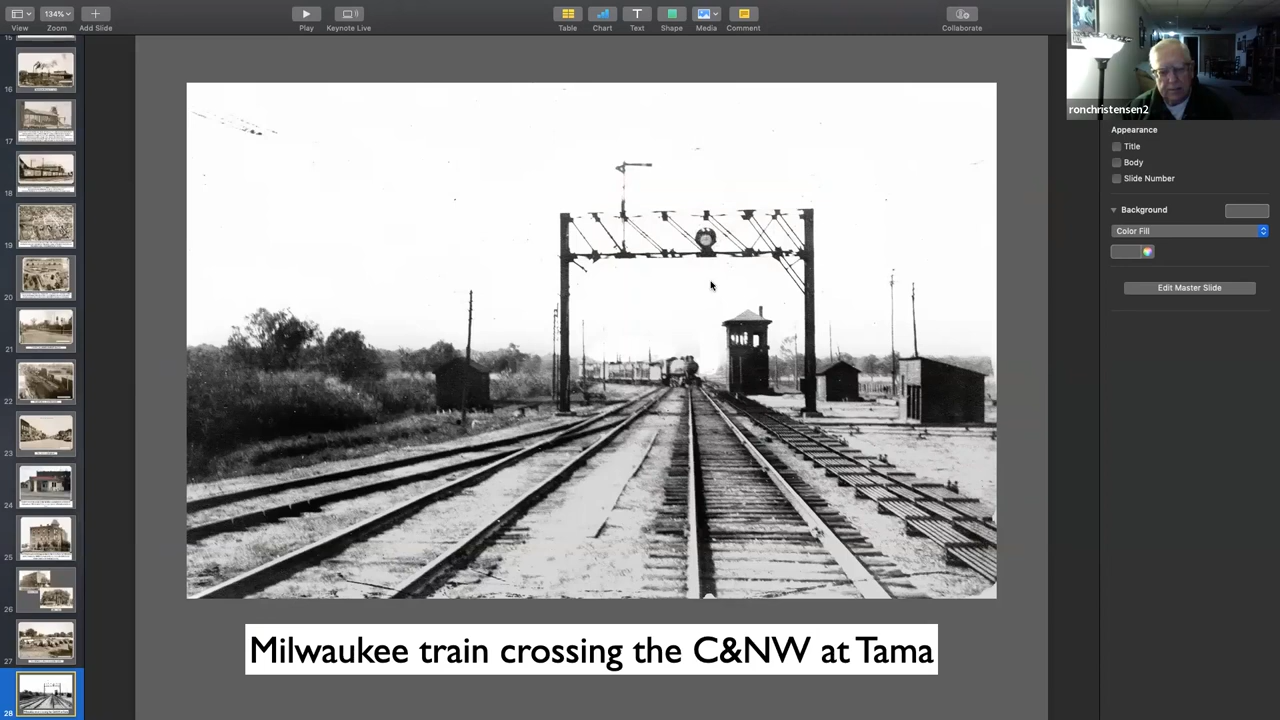 134%
View
Zoom
Add Slide
Play
Keynote Live
Table
Chart
Text
Shape
Media
Comment
Collaborate
ronchristensen2
Appearance
Title
Body
Slide Number
Background
Color Fill
Edit Master Slide
16
17
18
19
20
21
22
23
24
25
26
27
28
Milwaukee train crossing the C&NW at Tama